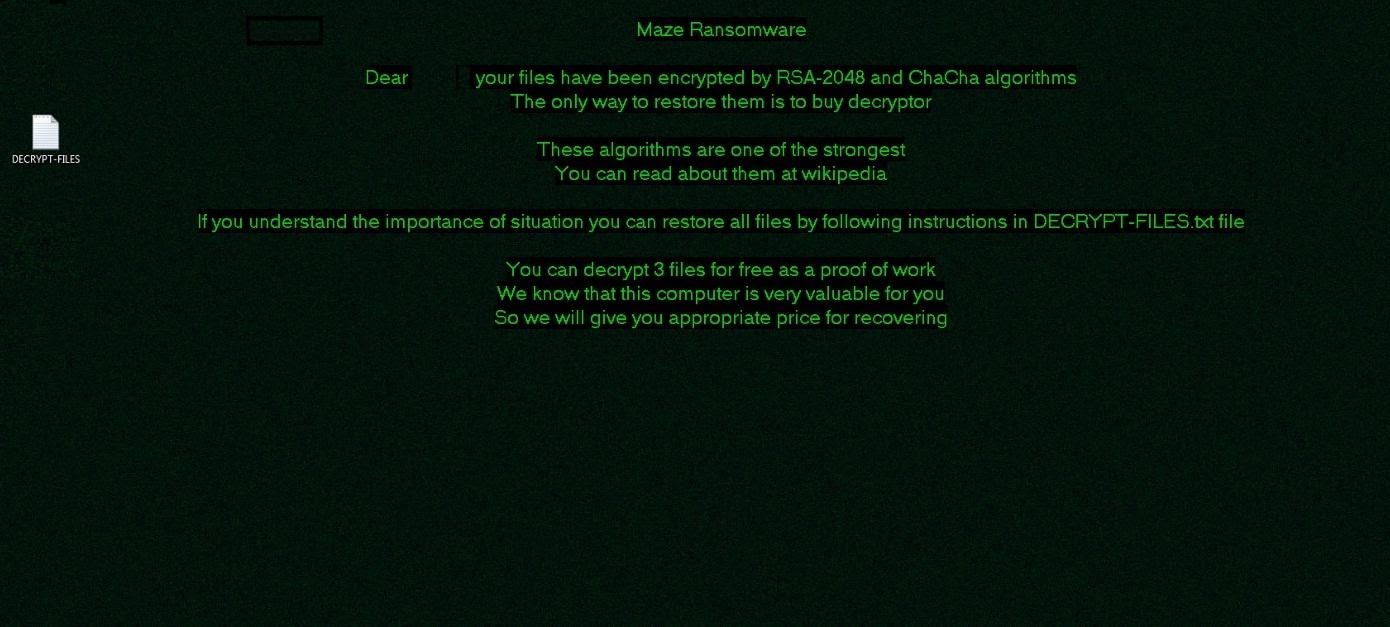 Maze Ransomware
Dear your files have been encrypted by RSA-2048 and ChaCha algorithms
The only way to restore them is to buy decryptor
These algorithms are one of the strongest
You can read about them at wikipedia
If you understand the importance of situation you can restore all files by following instructions in DECRYPT-FILES.txt file
You can decrypt 3 files for free as a proof of work
We know that this computer is very valuable for you
So we will give you appropriate price for recovering
DECRYPT-FILES